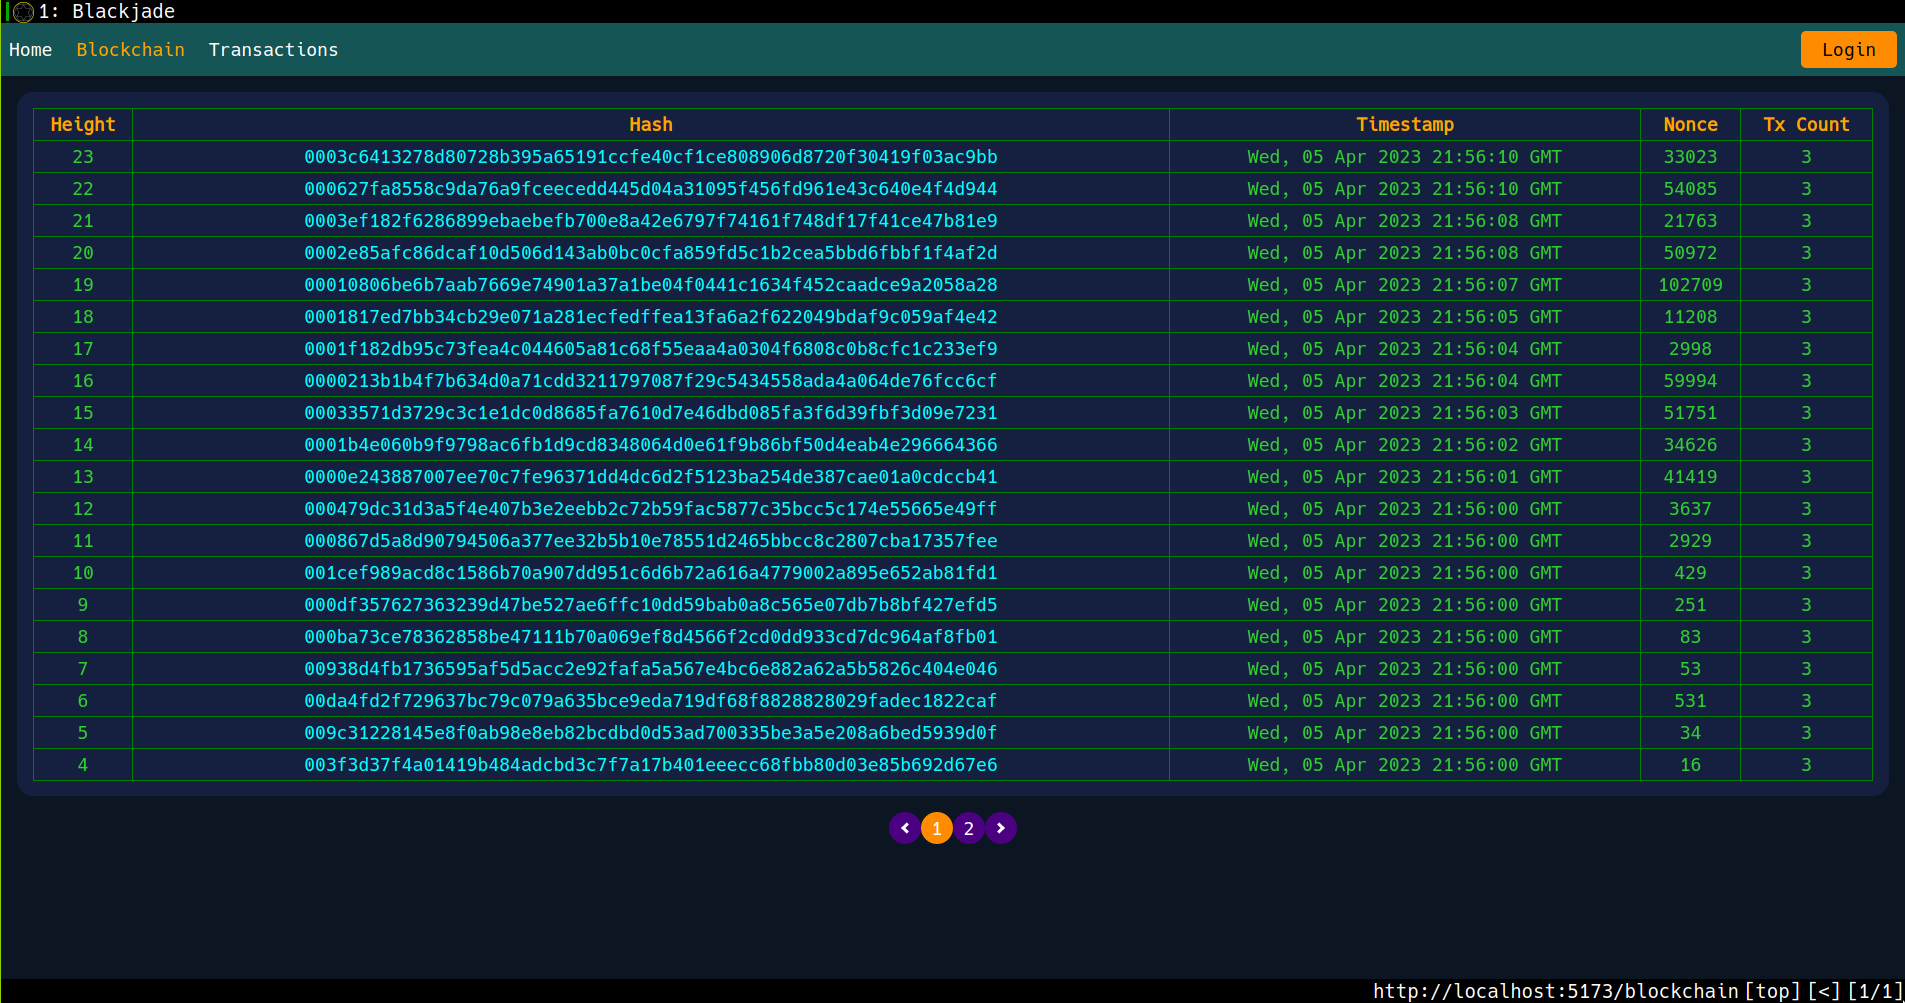 1: Blackjade
Home Blockchain Transactions Login
Height Hash Timestamp Nonce Tx Count
23 0003c6413278d80728b395a65191ccfe40cf1ce808906d8720f30419f03ac9bb Wed, 05 Apr 2023 21:56:10 GMT 33023 3
22 000627fa8558c9da76a9fceecedd445d04a31095f456fd961e43c640e4f4d944 Wed, 05 Apr 2023 21:56:10 GMT 54085 3
21 0003ef182f6286899ebaebefb700e8a42e6797f74161f748df17f41ce47b81e9 Wed, 05 Apr 2023 21:56:08 GMT 21763 3
20 0002e85afc86dcaf10d506d143ab0bc0cfa859fd5c1b2cea5bbd6fbbf1f4af2d Wed, 05 Apr 2023 21:56:08 GMT 50972 3
19 00010806be6b7aab7669e74901a37a1be04f0441c1634f452caadce9a2058a28 Wed, 05 Apr 2023 21:56:07 GMT 102709 3
18 0001817ed7bb34cb29e071a281ecfedffea13fa6a2f622049bdaf9c059af4e42 Wed, 05 Apr 2023 21:56:05 GMT 11208 3
17 0001f182db95c73fea4c044605a81c68f55eaa4a0304f6808c0b8cfc1c233ef9 Wed, 05 Apr 2023 21:56:04 GMT 2998 3
16 0000213b1b4f7b634d0a71cdd3211797087f29c5434558ada4a064de76fcc6cf Wed, 05 Apr 2023 21:56:04 GMT 59994 3
15 00033571d3729c3c1e1dc0d8685fa7610d7e46dbd085fa3f6d39fbf3d09e7231 Wed, 05 Apr 2023 21:56:03 GMT 51751 3
14 0001b4e060b9f9798ac6fb1d9cd8348064d0e61f9b86bf50d4eab4e296664366 Wed, 05 Apr 2023 21:56:02 GMT 34626 3
13 0000e243887007ee70c7fe96371dd4dc6d2f5123ba254de387cae01a0cdccb41 Wed, 05 Apr 2023 21:56:01 GMT 41419 3
12 000479dc31d3a5f4e407b3e2eebb2c72b59fac5877c35bcc5c174e55665e49ff Wed, 05 Apr 2023 21:56:00 GMT 3637 3
11 000867d5a8d90794506a377ee32b5b10e78551d2465bbcc8c2807cba17357fee Wed, 05 Apr 2023 21:56:00 GMT 2929 3
10 001cef989acd8c1586b70a907dd951c6d6b72a616a4779002a895e652ab81fd1 Wed, 05 Apr 2023 21:56:00 GMT 429 3
9 000df357627363239d47be527ae6ffc10dd59bab0a8c565e07db7b8bf427efd5 Wed, 05 Apr 2023 21:56:00 GMT 251 3
8 000ba73ce78362858be47111b70a069ef8d4566f2cd0dd933cd7dc964af8fb01 Wed, 05 Apr 2023 21:56:00 GMT 83 3
7 00938d4fb1736595af5d5acc2e92fafa5a567e4bc6e882a62a5b5826c404e046 Wed, 05 Apr 2023 21:56:00 GMT 53 3
6 00da4fd2f729637bc79c079a635bce9eda719df68f8828828029fadec1822caf Wed, 05 Apr 2023 21:56:00 GMT 531 3
5 009c31228145e8f0ab98e8eb82bcdbd0d53ad700335be3a5e208a6bed5939d0f Wed, 05 Apr 2023 21:56:00 GMT 34 3
4 003f3d37f4a01419b484adcbd3c7f7a17b401eeecc68fbb80d03e85b692d67e6 Wed, 05 Apr 2023 21:56:00 GMT 16 3
1 2
http://localhost:5173/blockchain [top] [<] [1/1]